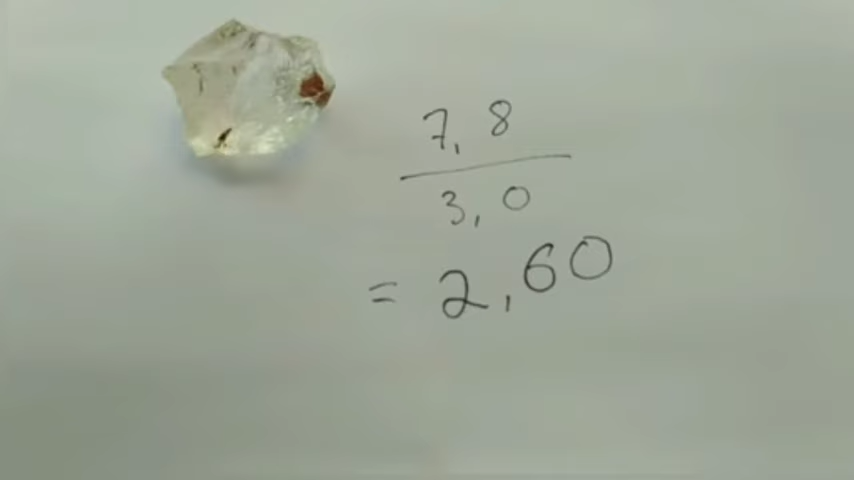 7,8
3,0
= 2,60